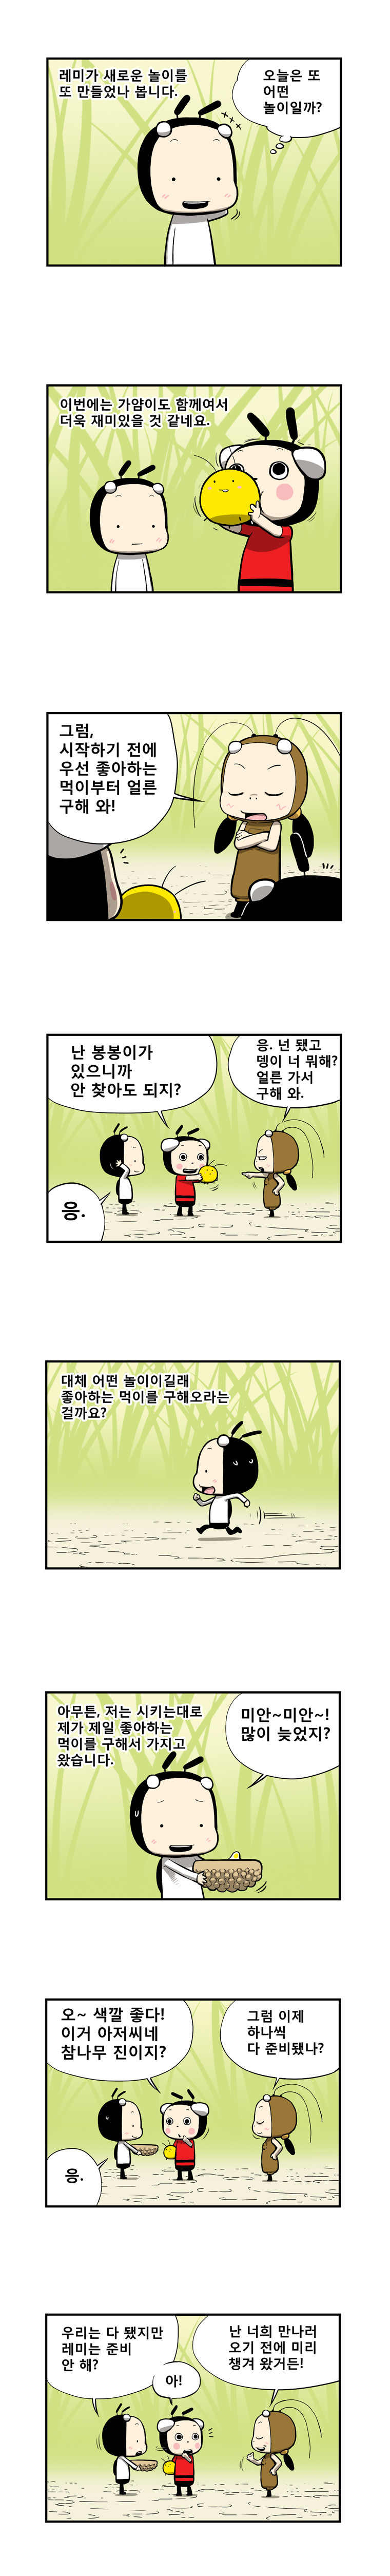 레미가 새로운 놀이를
또 만들었나 봅니다.
오늘은 또
어떤
놀이일까?
이번에는 가얌이도 함께여서
더욱 재미있을 것 같네요.
그럼,
시작하기 전에
우선 좋아하는
먹이부터 얼른
구해 와!
난 봉봉이가
있으니까
안 찾아도 되지?
응. 넌 됐고
뎅이 너 뭐해?
얼른 가서
구해 와.
응.
대체 어떤 놀이이길래
좋아하는 먹이를 구해오라는
걸까요?
아무튼, 저는 시키는대로
제가 제일 좋아하는
먹이를 구해서 가지고
왔습니다.
미안~미안~!
많이 늦었지?
오~ 색깔 좋다!
이거 아저씨네
참나무 진이지?
그럼 이제
하나씩
다 준비됐나?
응.
우리는 다 됐지만
레미는 준비
안 해?
아!
난 너희 만나러
오기 전에 미리
챙겨 왔거든!